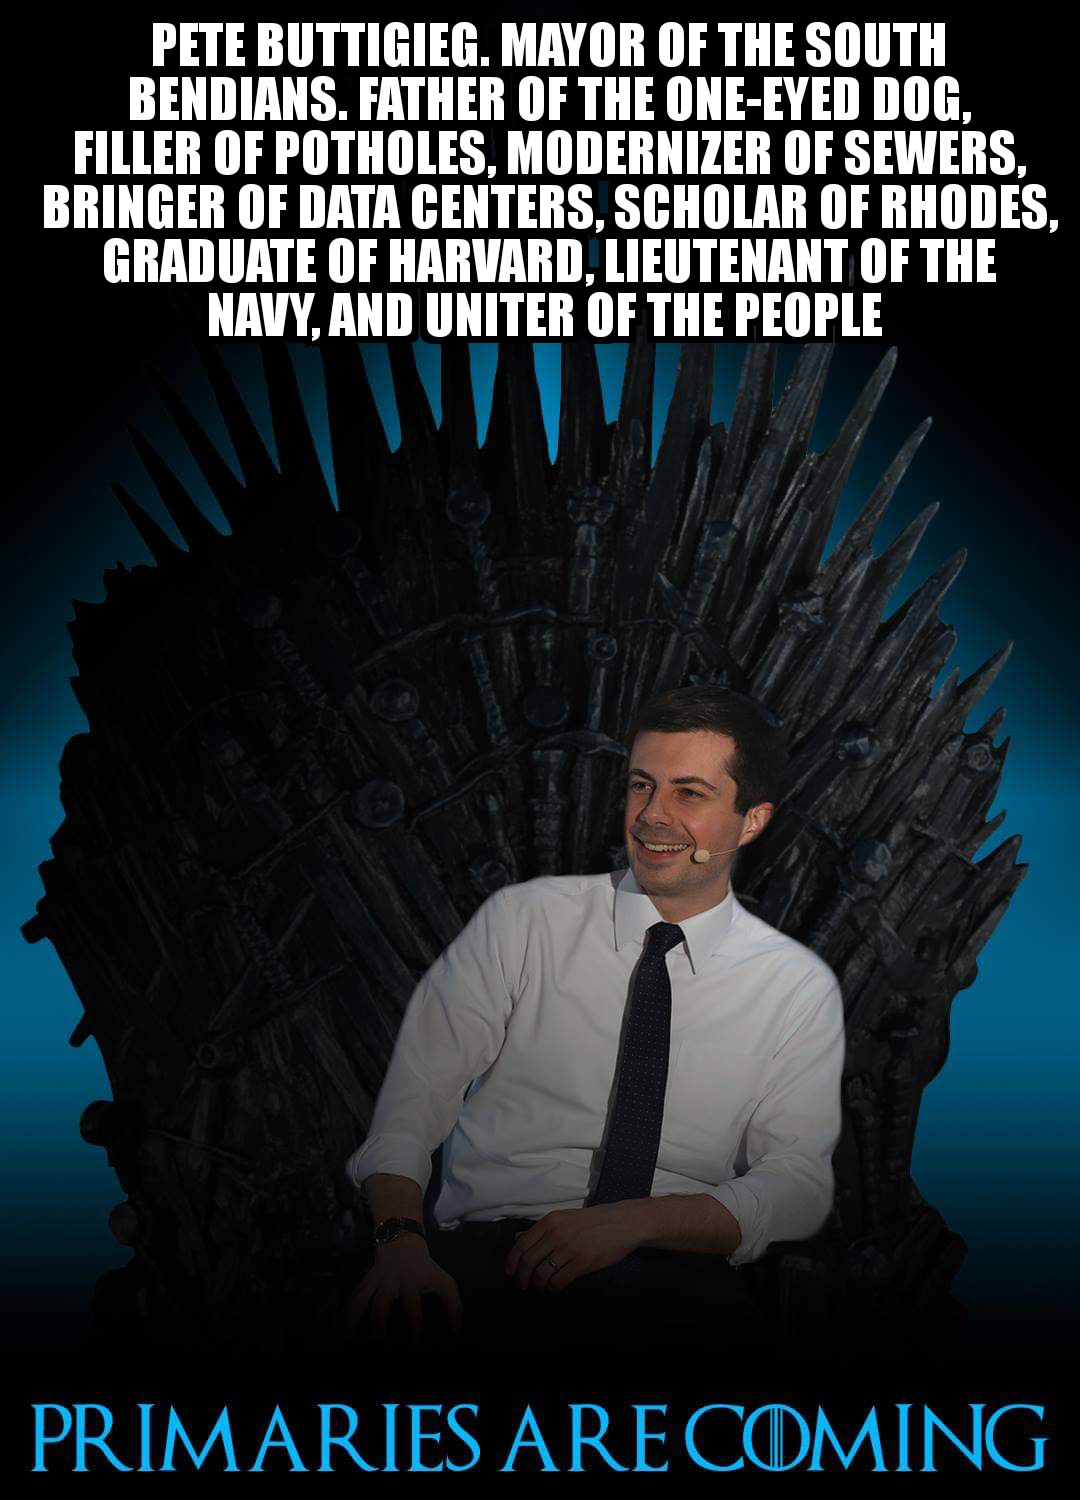 PETE BUTTIGIEG. MAYOR OF THE SOUTH
BENDIANS. FATHER OF THE ONE-EYED DOG,
FILLER OF POTHOLES, MODERNIZER OF SEWERS,
BRINGER OF DATA CENTERS, SCHOLAR OF RHODES,
GRADUATE OF HARVARD, LIEUTENANT OF THE
NAVY, AND UNITER OF THE PEOPLE
PRIMARIES ARE COMING